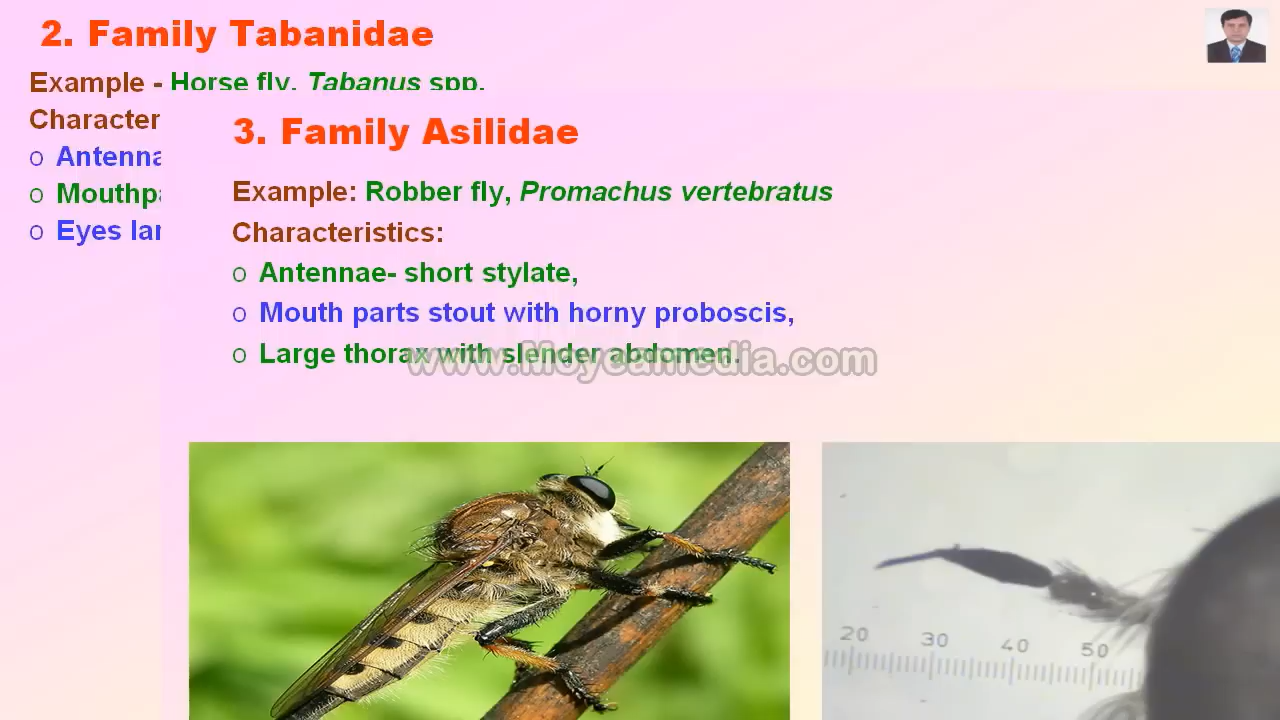 2. Family Tabanidae
Example - Horse fly, Tabanus spp.
Character
o Antenna
o Mouthpa
o Eyes lar
3. Family Asilidae
Example: Robber fly, Promachus vertebratus
Characteristics:
o Antennae- short stylate,
o Mouth parts stout with horny proboscis,
o Large thorax with slender abdomen.
www.Moycamedia.com
20 30 40 50